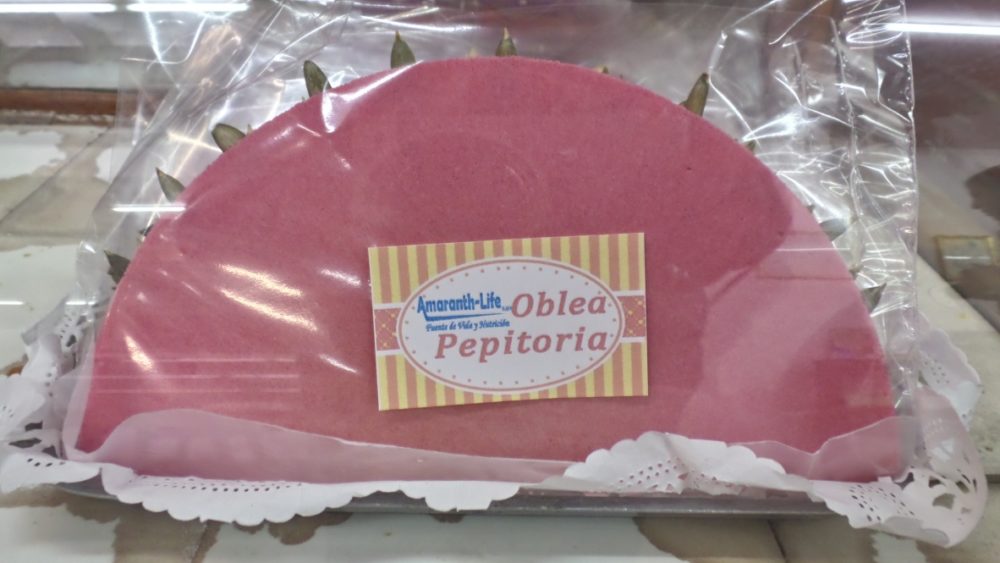 Amaranth-Life
Fuente de Vida y Nutrición
Oblea
Pepitoria